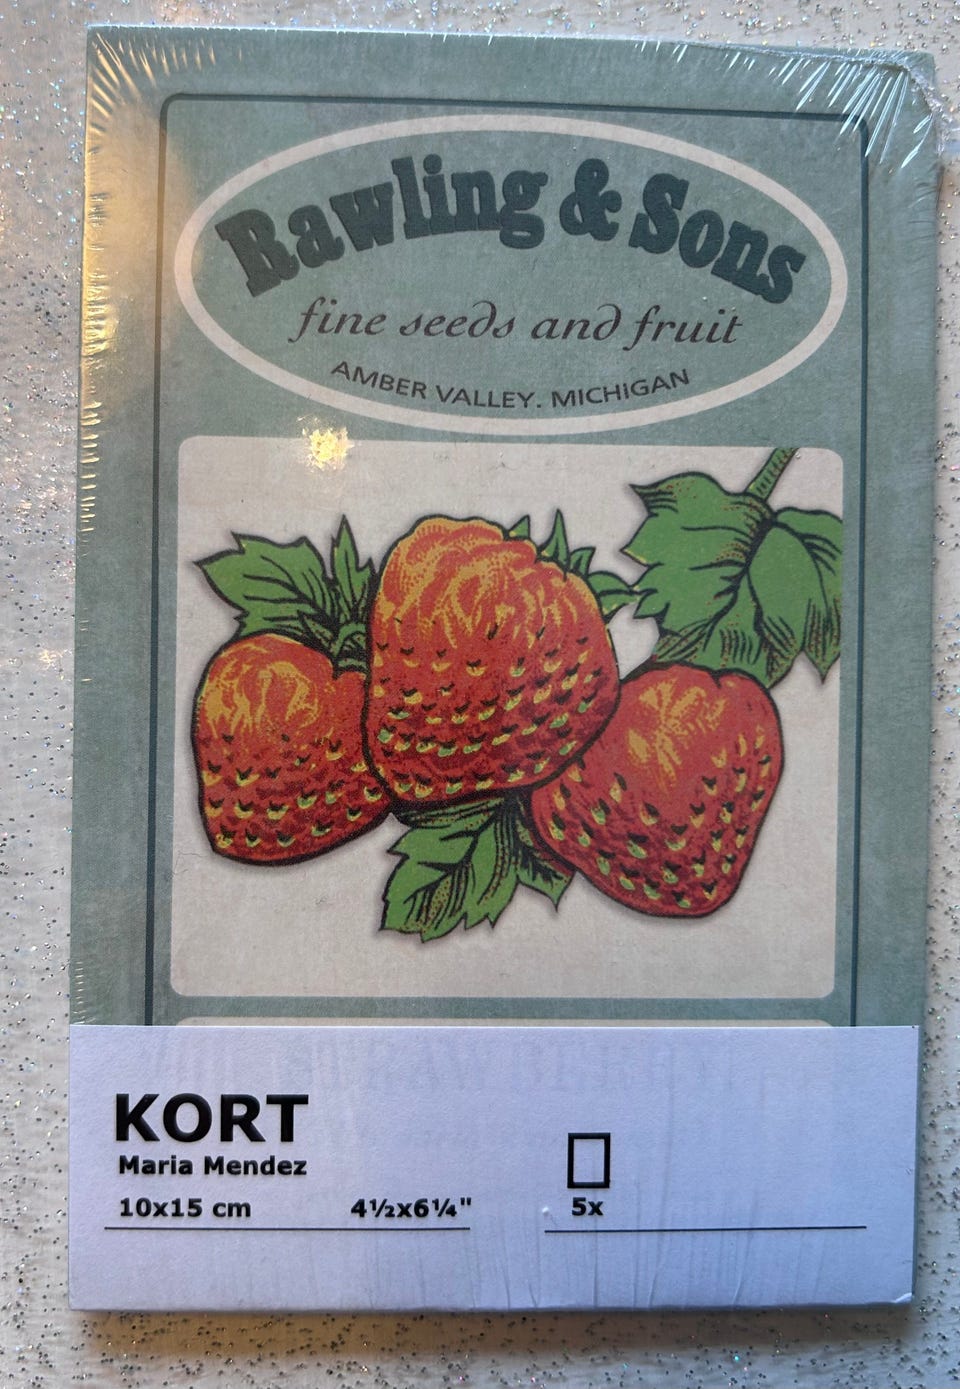 Rawling & Sons
fine seeds and fruit
AMBER VALLEY. MICHIGAN
KORT
Maria Mendez
10x15 cm 4½x6¼" 5x